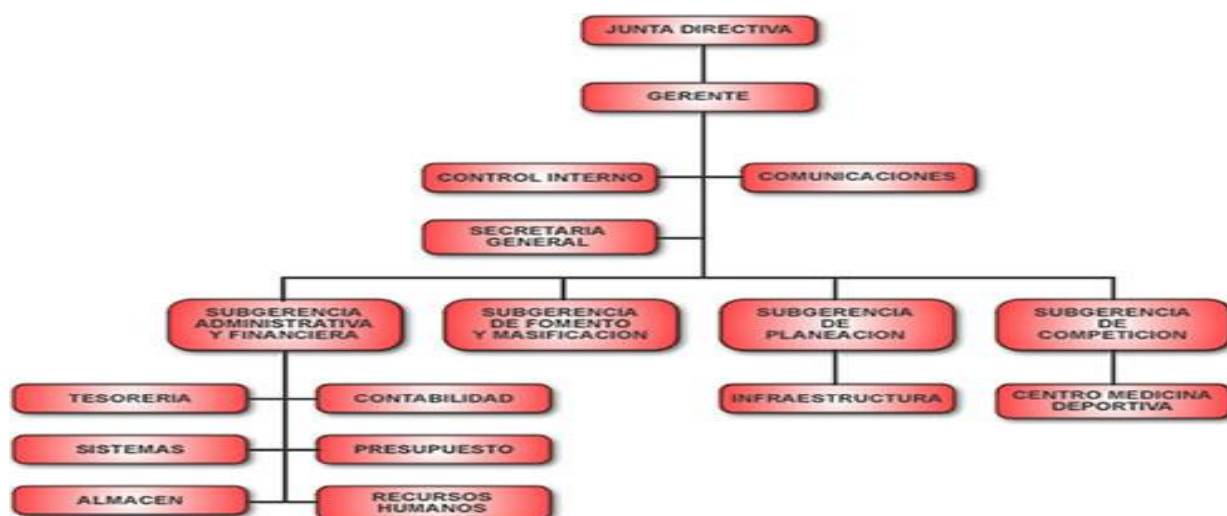 JUNTA DIRECTIVA
GERENTE
CONTROL INTERNO
COMUNICACIONES
SECRETARIA
GENERAL
SUBGERENCIA
ADMINISTRATIVA
Y FINANCIERA
SUBGERENCIA
DE FOMENTO
Y MASIFICACION
SUBGERENCIA
DE
PLANEACION
SUBGERENCIA
DE
COMPETICION
TESORERIA
CONTABILIDAD
INFRAESTRUCTURA
CENTRO MEDICINA
DEPORTIVA
SISTEMAS
PRESUPUESTO
ALMACEN
RECURSOS
HUMANOS